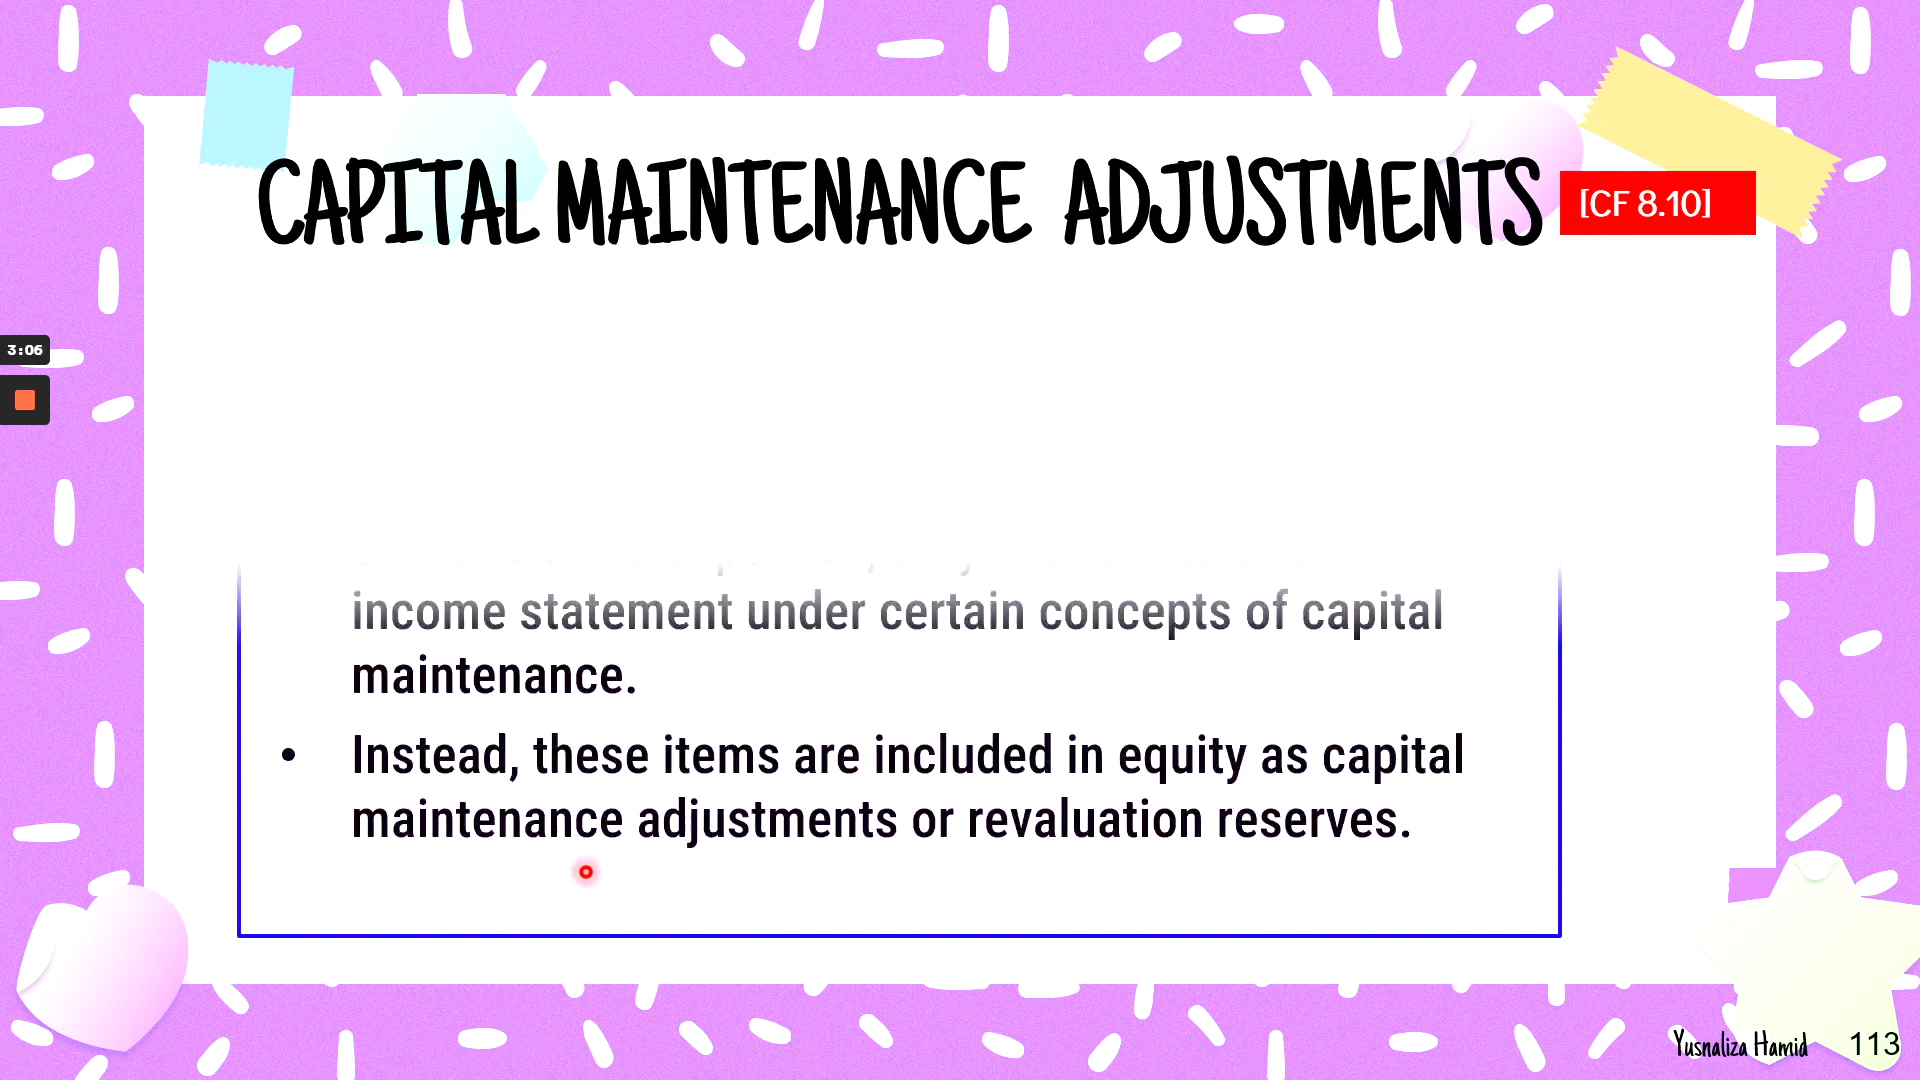 CAPITAL MAINTENANCE ADJUSTMENTS
[CF 8.10]
3:06
income statement under certain concepts of capital
maintenance.
• Instead, these items are included in equity as capital
maintenance adjustments or revaluation reserves.
Yusnaliza Hamid 113